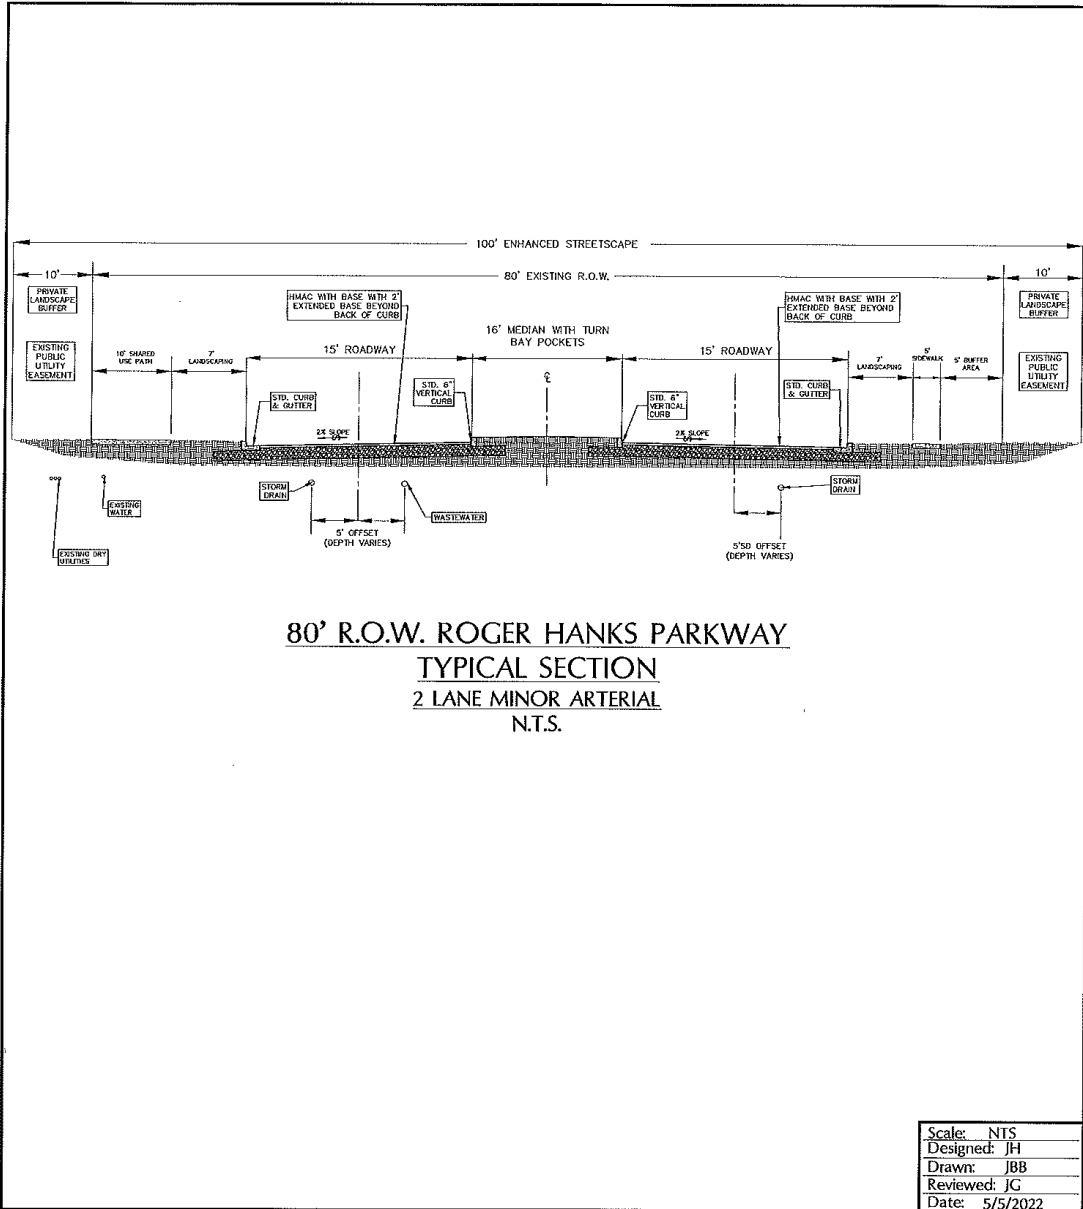 100' ENHANCED STREETSCAPE
10'
80' EXISTING R.O.W.
10'
PRIVATE
LANDSCAPE
BUFFER
HMAC WITH BASE WITH 2'
EXTENDED BASE BEYOND
BACK OF CURB
16' MEDIAN WITH TURN
BAY POCKETS
HMAC WITH BASE WITH 2'
EXTENDED BASE BEYOND
BACK OF CURB
PRIVATE
LANDSCAPE
BUFFER
EXISTING
PUBLIC
UTILITY
EASEMENT
10' SHARED
USE PATH
7'
LANDSCAPING
15' ROADWAY
15' ROADWAY
7'
LANDSCAPING
5'
SIDEWALK
5' BUFFER
AREA
EXISTING
PUBLIC
UTILITY
EASEMENT
STD. CURB
& GUTTER
STD. 6"
VERTICAL
CURB
℄
STD. 6"
VERTICAL
CURB
STD. CURB
& GUTTER
2% SLOPE
2% SLOPE
EXISTING
WATER
STORM
DRAIN
WASTEWATER
STORM
DRAIN
EXISTING DRY
UTILITIES
5' OFFSET
(DEPTH VARIES)
5'SD OFFSET
(DEPTH VARIES)
80' R.O.W. ROGER HANKS PARKWAY
TYPICAL SECTION
2 LANE MINOR ARTERIAL
N.T.S.
Scale: NTS
Designed: JH
Drawn: JBB
Reviewed: JG
Date: 5/5/2022